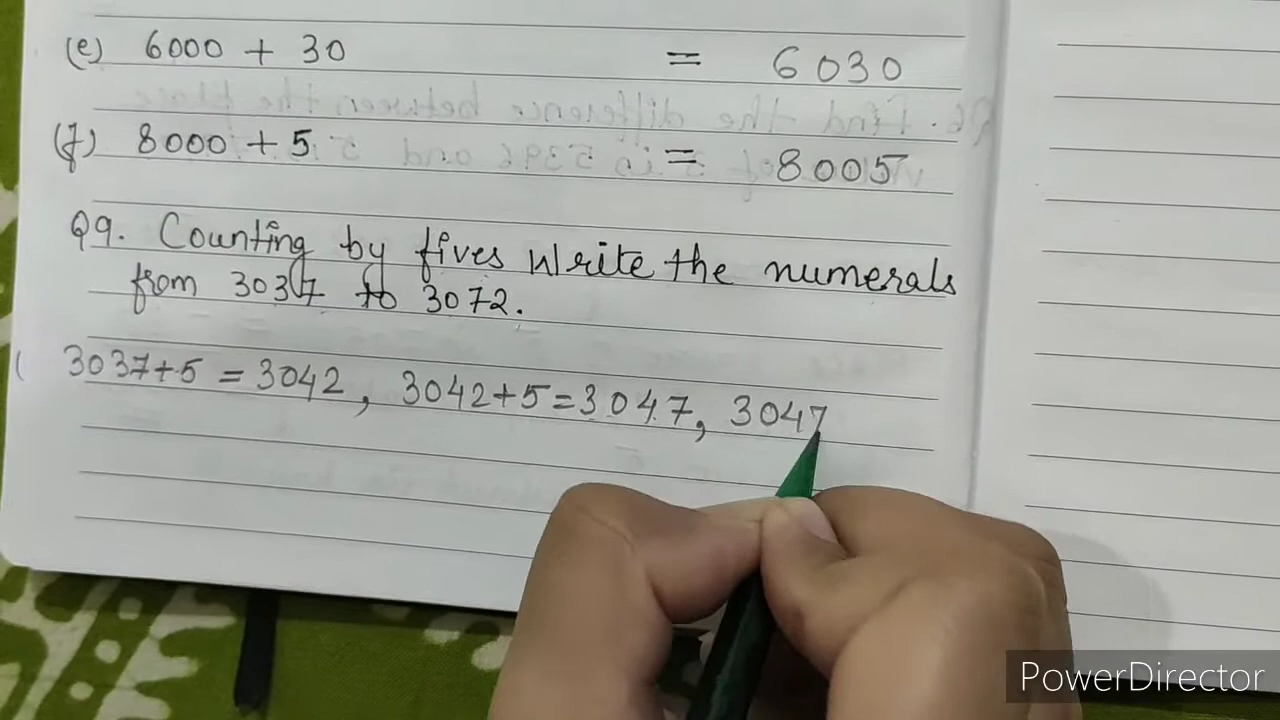 (e) 6000 + 30 = 6030
(f) 8000 + 5 = 8005
Q9. Counting by fives Write the numerals
from 3037 to 3072.
3037+5 = 3042, 3042+5=3047, 3047
PowerDirector